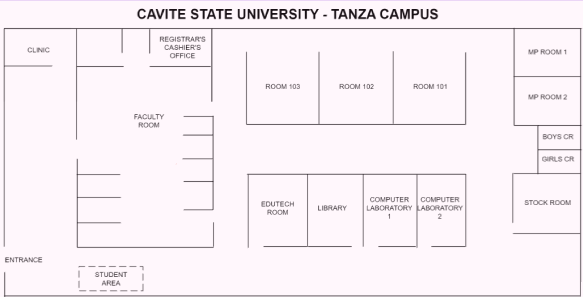 CAVITE STATE UNIVERSITY - TANZA CAMPUS
CLINIC
REGISTRAR'S
CASHIER'S
OFFICE
MP ROOM 1
ROOM 103
ROOM 102
ROOM 101
MP ROOM 2
FACULTY
ROOM
BOYS CR
GIRLS CR
EDUTECH
ROOM
LIBRARY
COMPUTER
LABORATORY
1
COMPUTER
LABORATORY
2
STOCK ROOM
ENTRANCE
STUDENT
AREA